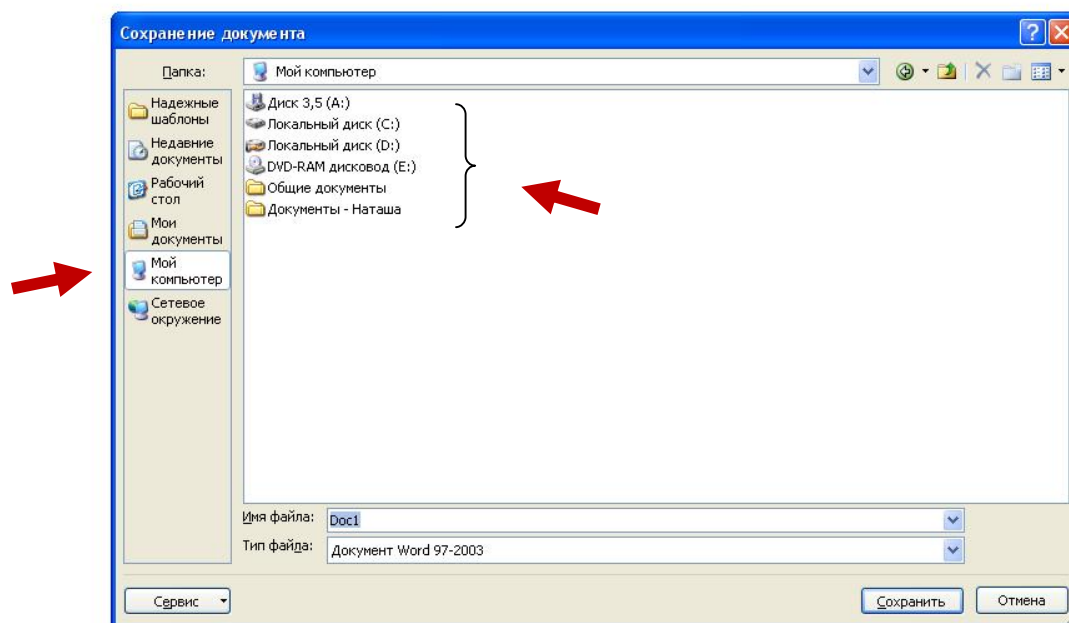 Сохранение документа
Папка:
Мой компьютер
Надежные
шаблоны
Недавние
документы
Рабочий
стол
Мои
документы
Мой
компьютер
Сетевое
окружение
Диск 3,5 (A:)
Локальный диск (C:)
Локальный диск (D:)
DVD-RAM дисковод (E:)
Общие документы
Документы - Наташа
Имя файла:
Doc1
Тип файла:
Документ Word 97-2003
Сервис
Сохранить
Отмена